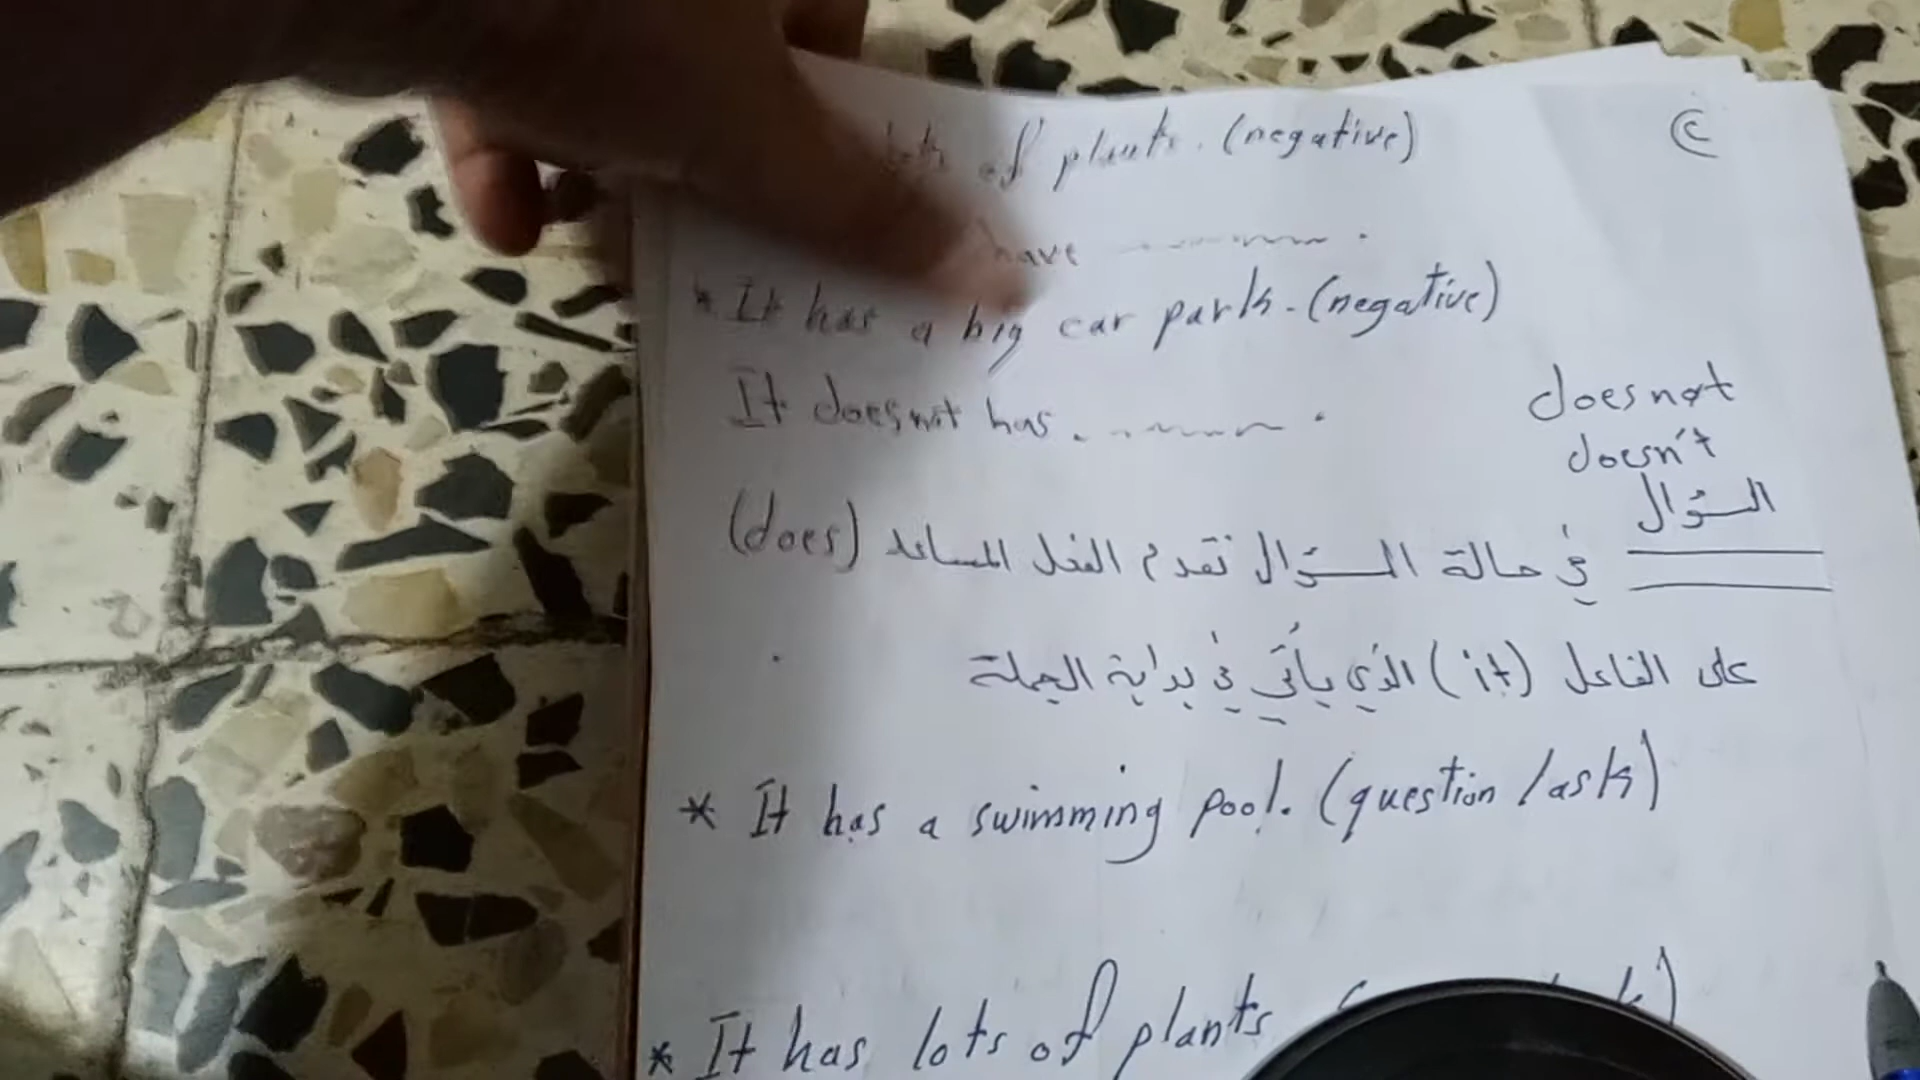 lots of plants. (negative)
have
* It has a big car park. (negative)
It doesnot has
doesnot
doesn't
السؤال
في حالة السؤال نقدم الفعل المساعد (does)
على الفاعل (it) الذي يأتي في بداية الجملة
* It has a swimming pool. (question / ask)
* It has lots of plants